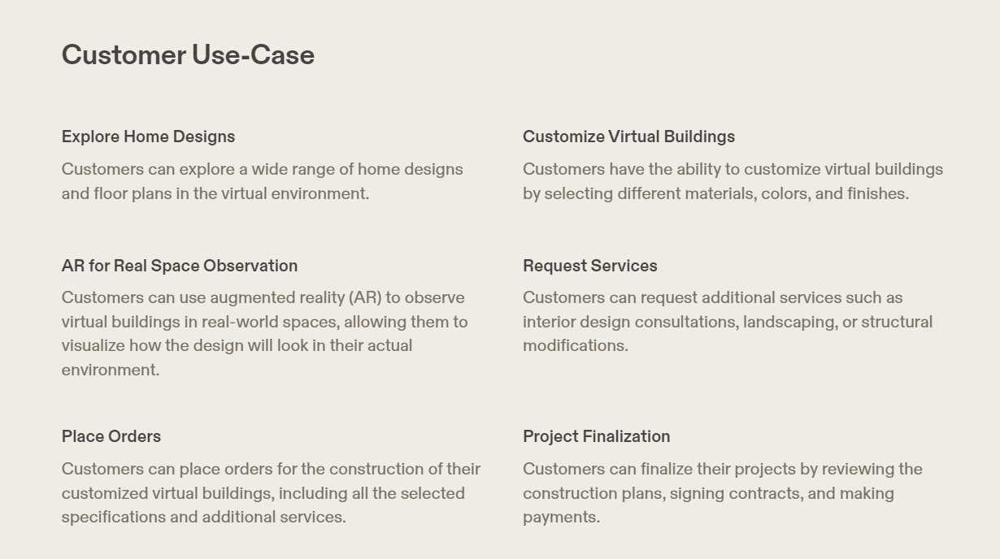 Customer Use-Case
Explore Home Designs
Customers can explore a wide range of home designs
and floor plans in the virtual environment.
Customize Virtual Buildings
Customers have the ability to customize virtual buildings
by selecting different materials, colors, and finishes.
AR for Real Space Observation
Customers can use augmented reality (AR) to observe
virtual buildings in real-world spaces, allowing them to
visualize how the design will look in their actual
environment.
Request Services
Customers can request additional services such as
interior design consultations, landscaping, or structural
modifications.
Place Orders
Customers can place orders for the construction of their
customized virtual buildings, including all the selected
specifications and additional services.
Project Finalization
Customers can finalize their projects by reviewing the
construction plans, signing contracts, and making
payments.